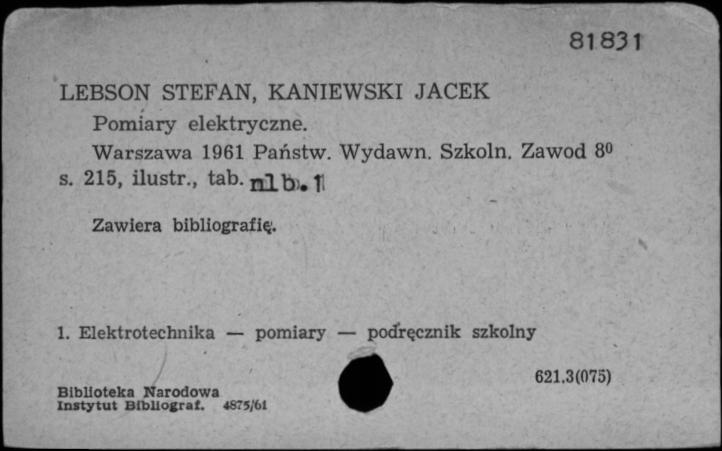 81831
LEBSON STEFAN, KANIEWSKI JACEK
Pomiary elektryczne.
Warszawa 1961 Państw. Wydawn. Szkoln. Zawod 8º
s. 215, ilustr., tab. nlb. 1
Zawiera bibliografię.
1. Elektrotechnika — pomiary — podręcznik szkolny
621.3(075)
Biblioteka Narodowa
Instytut Bibliograf. 4875/61